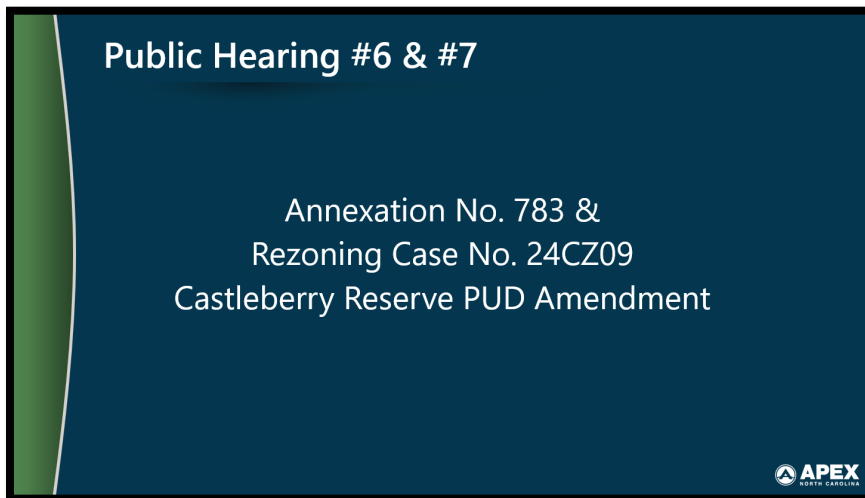 Public Hearing #6 & #7
Annexation No. 783 &
Rezoning Case No. 24CZ09
Castleberry Reserve PUD Amendment
APEX
NORTH CAROLINA